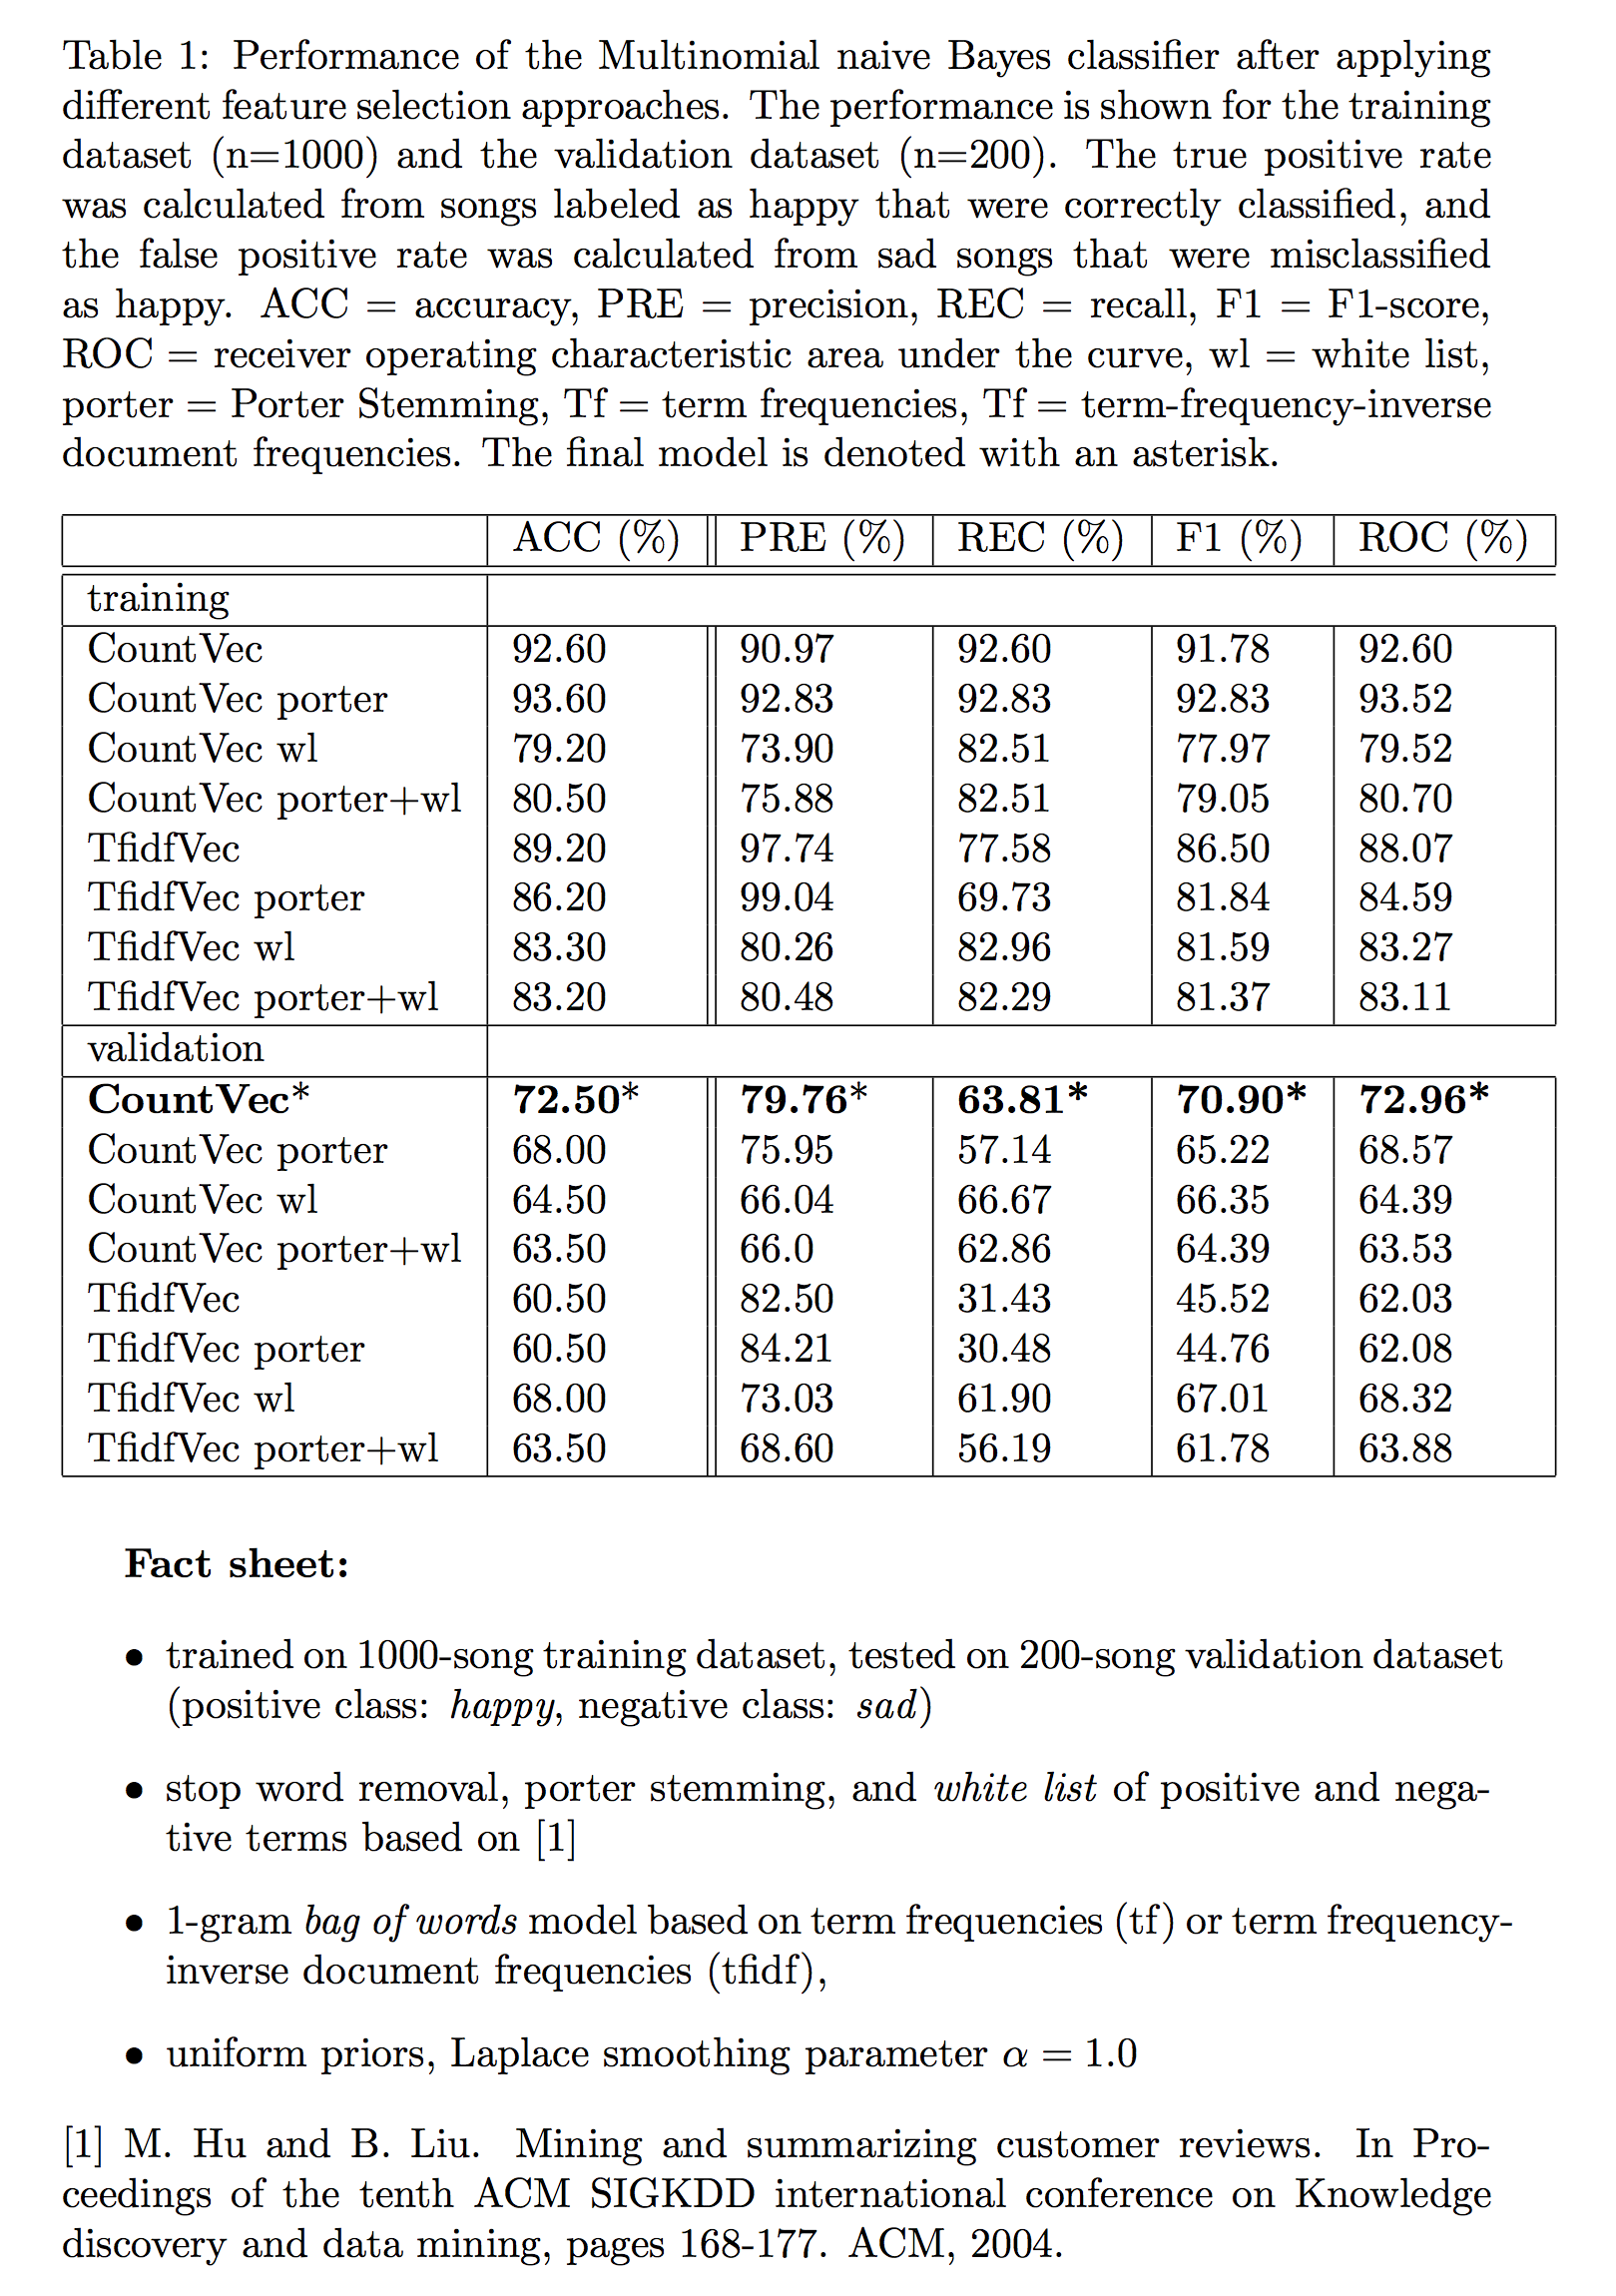 Table 1: Performance of the Multinomial naive Bayes classifier after applying
different feature selection approaches. The performance is shown for the training
dataset (n=1000) and the validation dataset (n=200). The true positive rate
was calculated from songs labeled as happy that were correctly classified, and
the false positive rate was calculated from sad songs that were misclassified
as happy. ACC = accuracy, PRE = precision, REC = recall, F1 = F1-score,
ROC = receiver operating characteristic area under the curve, wl = white list,
porter = Porter Stemming, Tf = term frequencies, Tf = term-frequency-inverse
document frequencies. The final model is denoted with an asterisk.
ACC (%) PRE (%) REC (%) F1 (%) ROC (%)
training
CountVec 92.60 90.97 92.60 91.78 92.60
CountVec porter 93.60 92.83 92.83 92.83 93.52
CountVec wl 79.20 73.90 82.51 77.97 79.52
CountVec porter+wl 80.50 75.88 82.51 79.05 80.70
TfidfVec 89.20 97.74 77.58 86.50 88.07
TfidfVec porter 86.20 99.04 69.73 81.84 84.59
TfidfVec wl 83.30 80.26 82.96 81.59 83.27
TfidfVec porter+wl 83.20 80.48 82.29 81.37 83.11
validation
CountVec* 72.50* 79.76* 63.81* 70.90* 72.96*
CountVec porter 68.00 75.95 57.14 65.22 68.57
CountVec wl 64.50 66.04 66.67 66.35 64.39
CountVec porter+wl 63.50 66.0 62.86 64.39 63.53
TfidfVec 60.50 82.50 31.43 45.52 62.03
TfidfVec porter 60.50 84.21 30.48 44.76 62.08
TfidfVec wl 68.00 73.03 61.90 67.01 68.32
TfidfVec porter+wl 63.50 68.60 56.19 61.78 63.88
Fact sheet:
• trained on 1000-song training dataset, tested on 200-song validation dataset
(positive class: happy, negative class: sad)
• stop word removal, porter stemming, and white list of positive and nega-
tive terms based on [1]
• 1-gram bag of words model based on term frequencies (tf) or term frequency-
inverse document frequencies (tfidf),
• uniform priors, Laplace smoothing parameter α = 1.0
[1] M. Hu and B. Liu. Mining and summarizing customer reviews. In Pro-
ceedings of the tenth ACM SIGKDD international conference on Knowledge
discovery and data mining, pages 168-177. ACM, 2004.